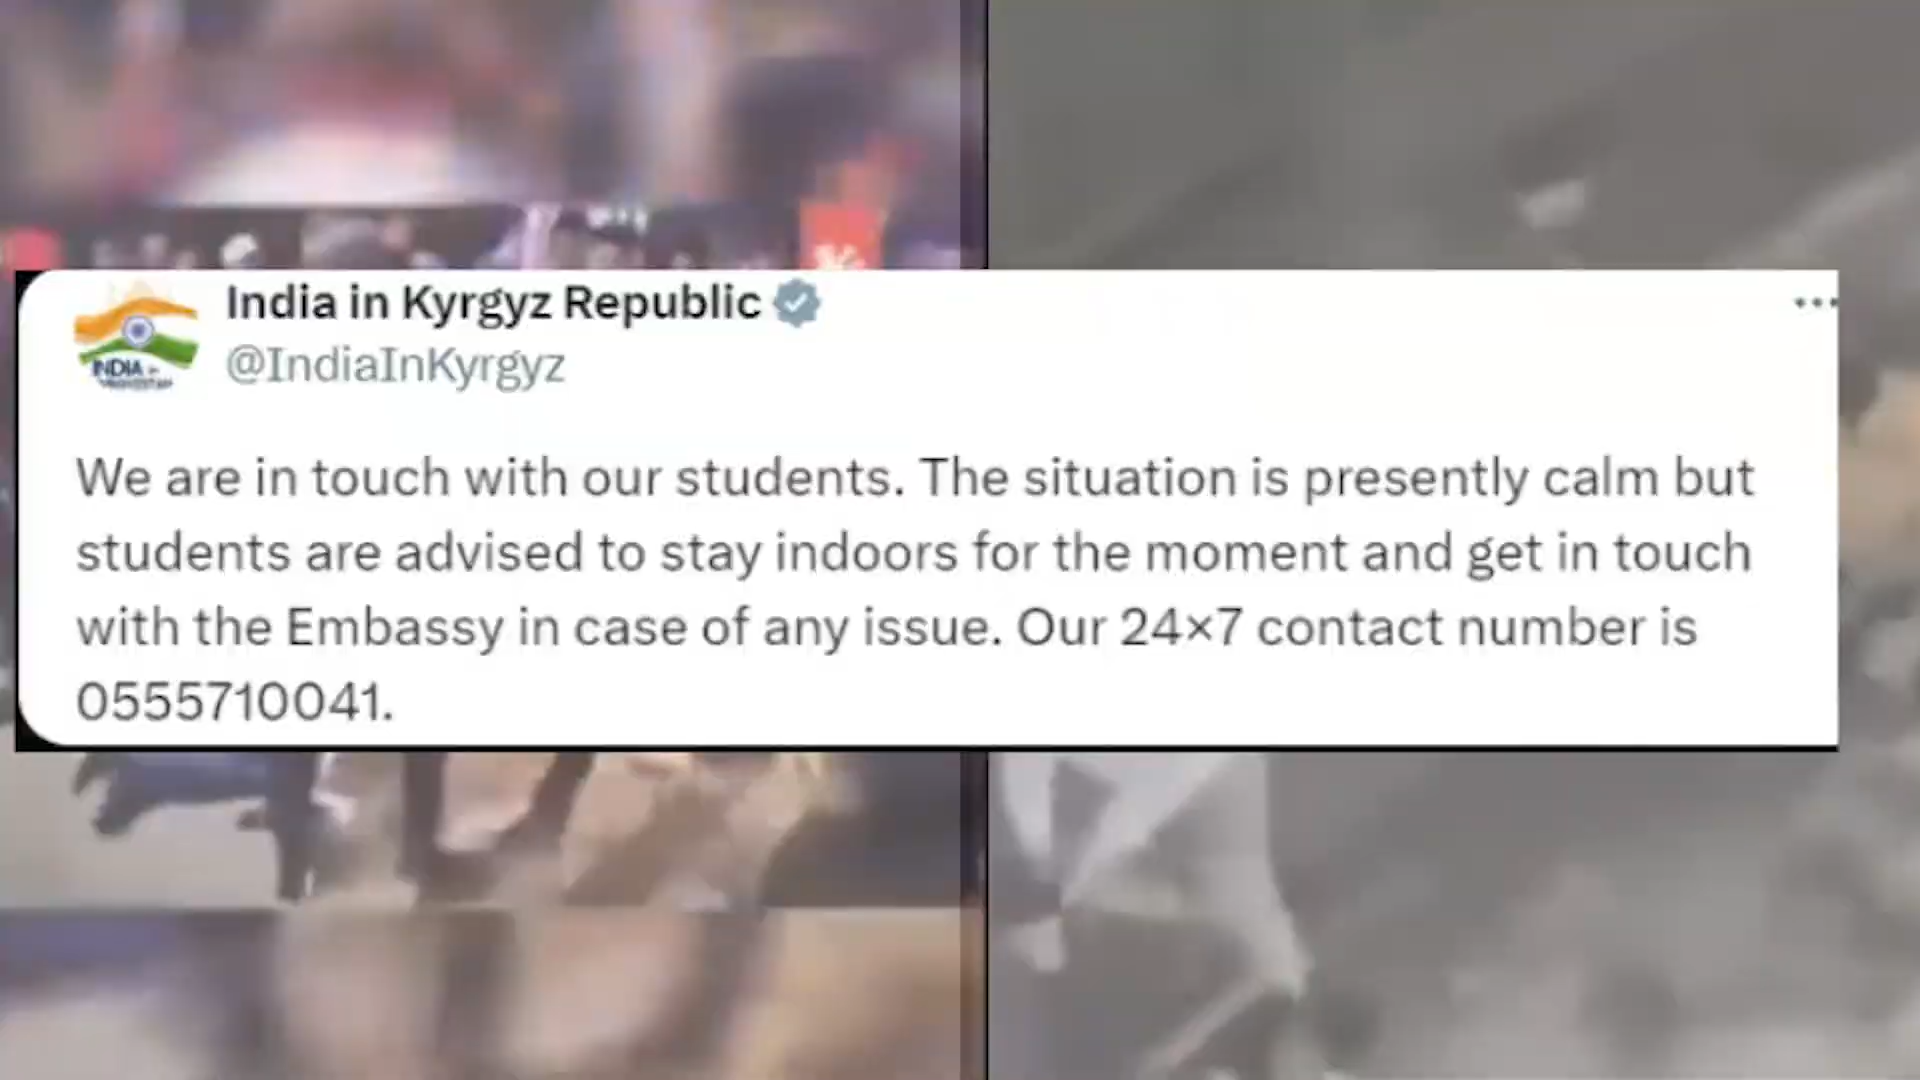 India in Kyrgyz Republic
@IndiaInKyrgyz
INDIA in
We are in touch with our students. The situation is presently calm but
students are advised to stay indoors for the moment and get in touch
with the Embassy in case of any issue. Our 24×7 contact number is
0555710041.